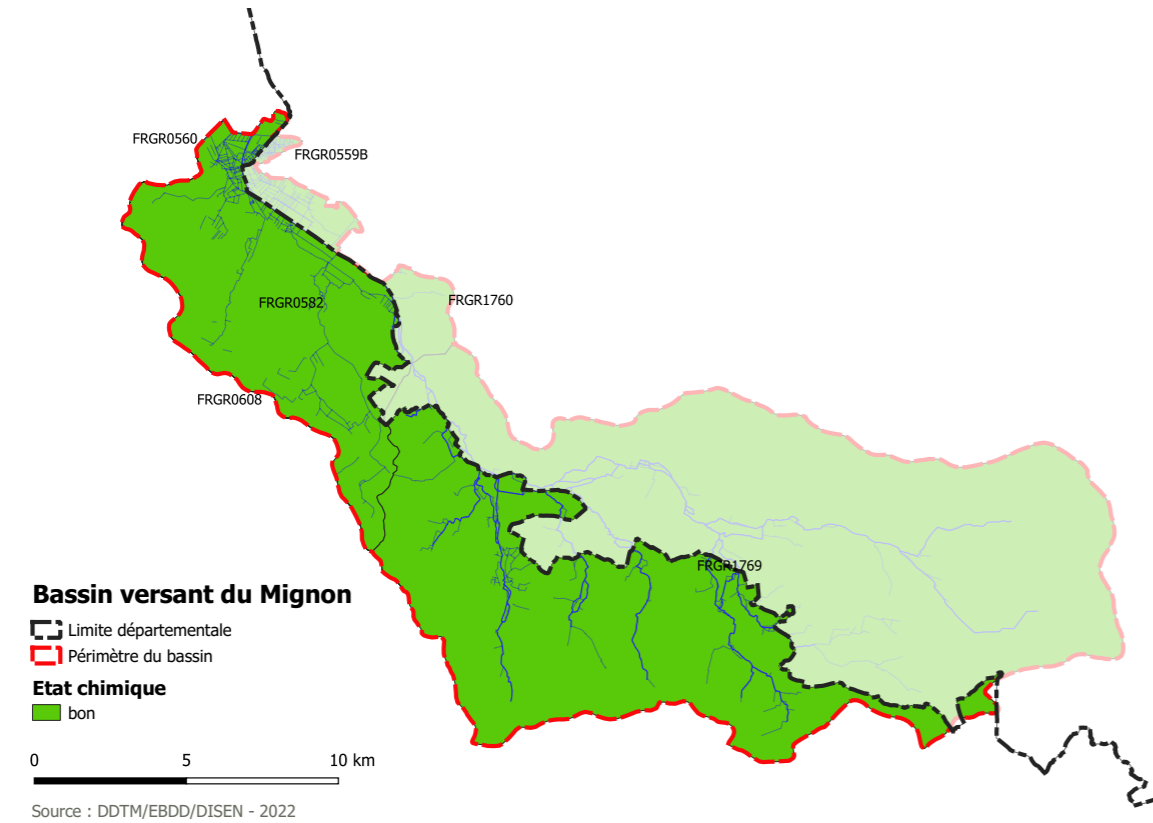 FRGR0560
FRGR0559B
FRGR0582
FRGR1760
FRGR0608
FRGR1769
Bassin versant du Mignon
Limite départementale
Périmètre du bassin
Etat chimique
bon
0 5 10 km
Source : DDTM/EBDD/DISEN - 2022